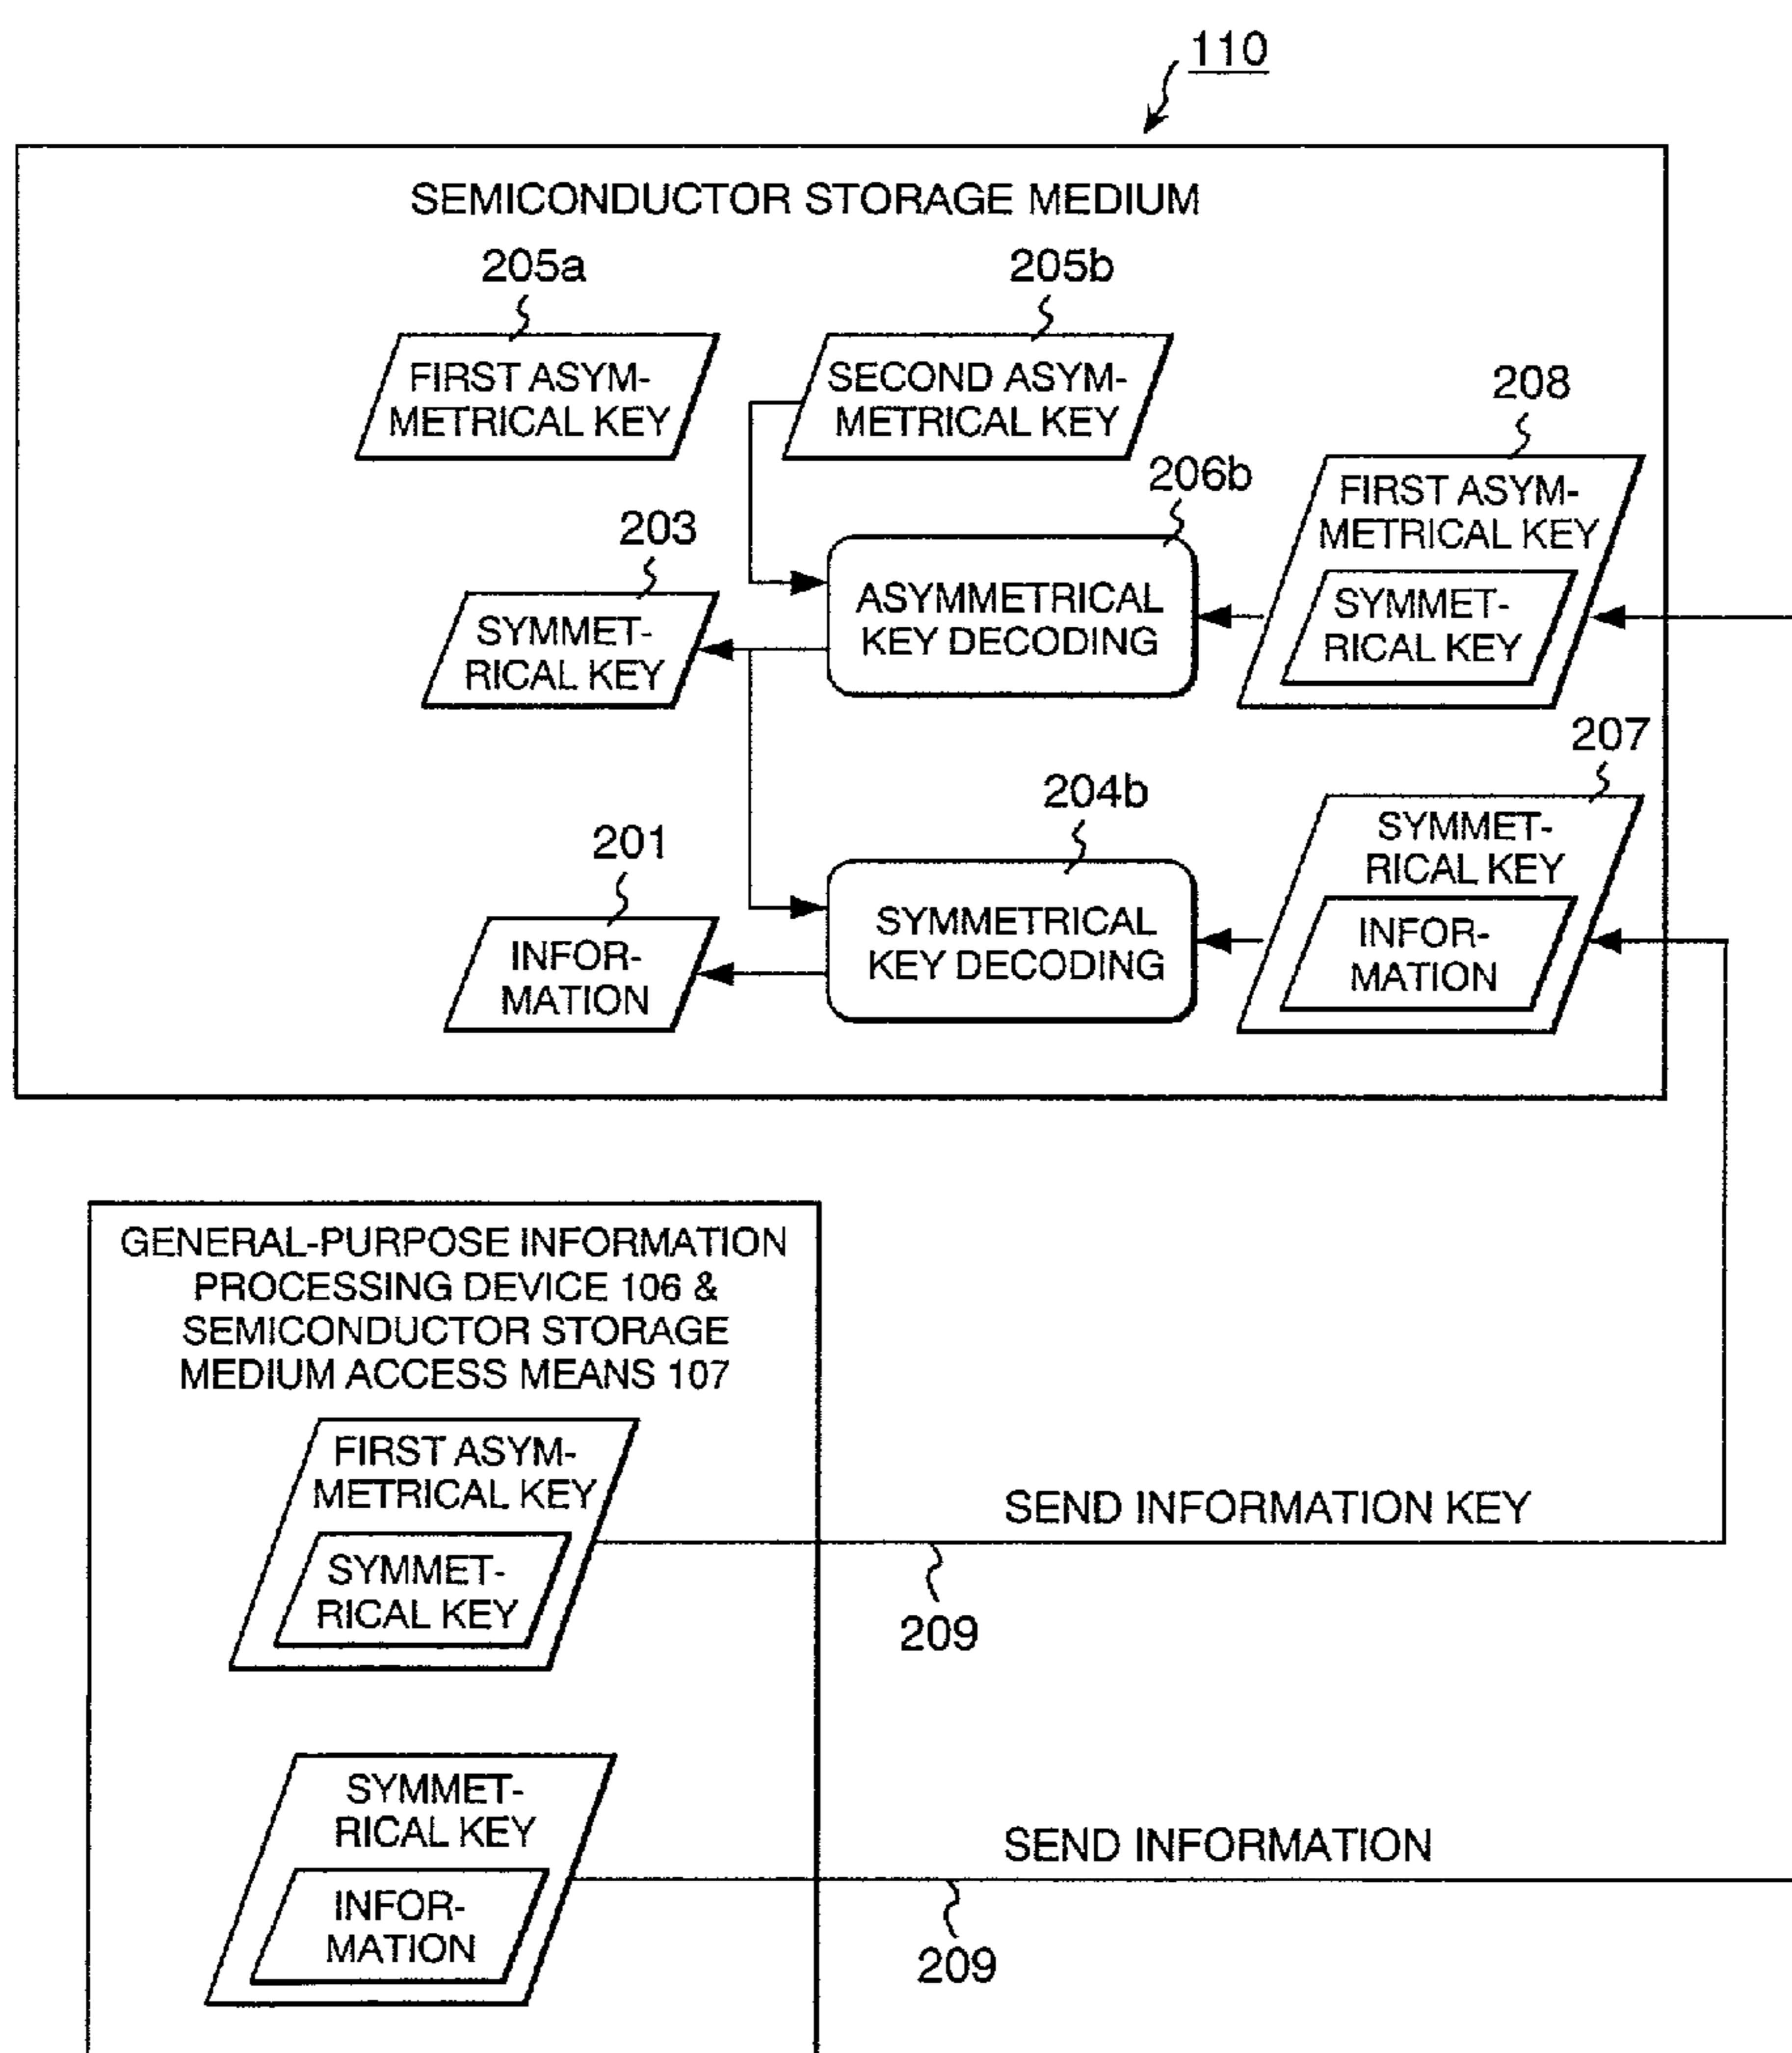 110
SEMICONDUCTOR STORAGE MEDIUM
205a
205b
FIRST ASYM-
METRICAL KEY
SECOND ASYM-
METRICAL KEY
208
206b
FIRST ASYM-
METRICAL KEY
SYMMET-
RICAL KEY
203
SYMMET-
RICAL KEY
ASYMMETRICAL
KEY DECODING
207
204b
SYMMET-
RICAL KEY
INFOR-
MATION
201
INFOR-
MATION
SYMMETRICAL
KEY DECODING
GENERAL-PURPOSE INFORMATION
PROCESSING DEVICE 106 &
SEMICONDUCTOR STORAGE
MEDIUM ACCESS MEANS 107
FIRST ASYM-
METRICAL KEY
SYMMET-
RICAL KEY
SEND INFORMATION KEY
209
SYMMET-
RICAL KEY
INFOR-
MATION
SEND INFORMATION
209